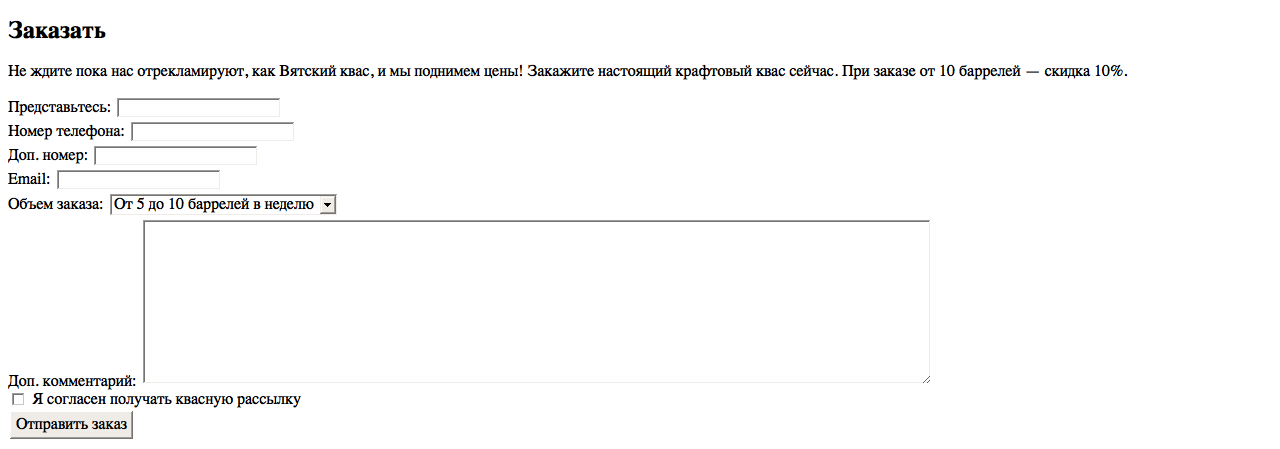 Заказать
Не ждите пока нас отрекламируют, как Вятский квас, и мы поднимем цены! Закажите настоящий крафтовый квас сейчас. При заказе от 10 баррелей — скидка 10%.
Представьтесь:
Номер телефона:
Доп. номер:
Email:
Объем заказа: От 5 до 10 баррелей в неделю
Доп. комментарий:
Я согласен получать квасную рассылку
Отправить заказ